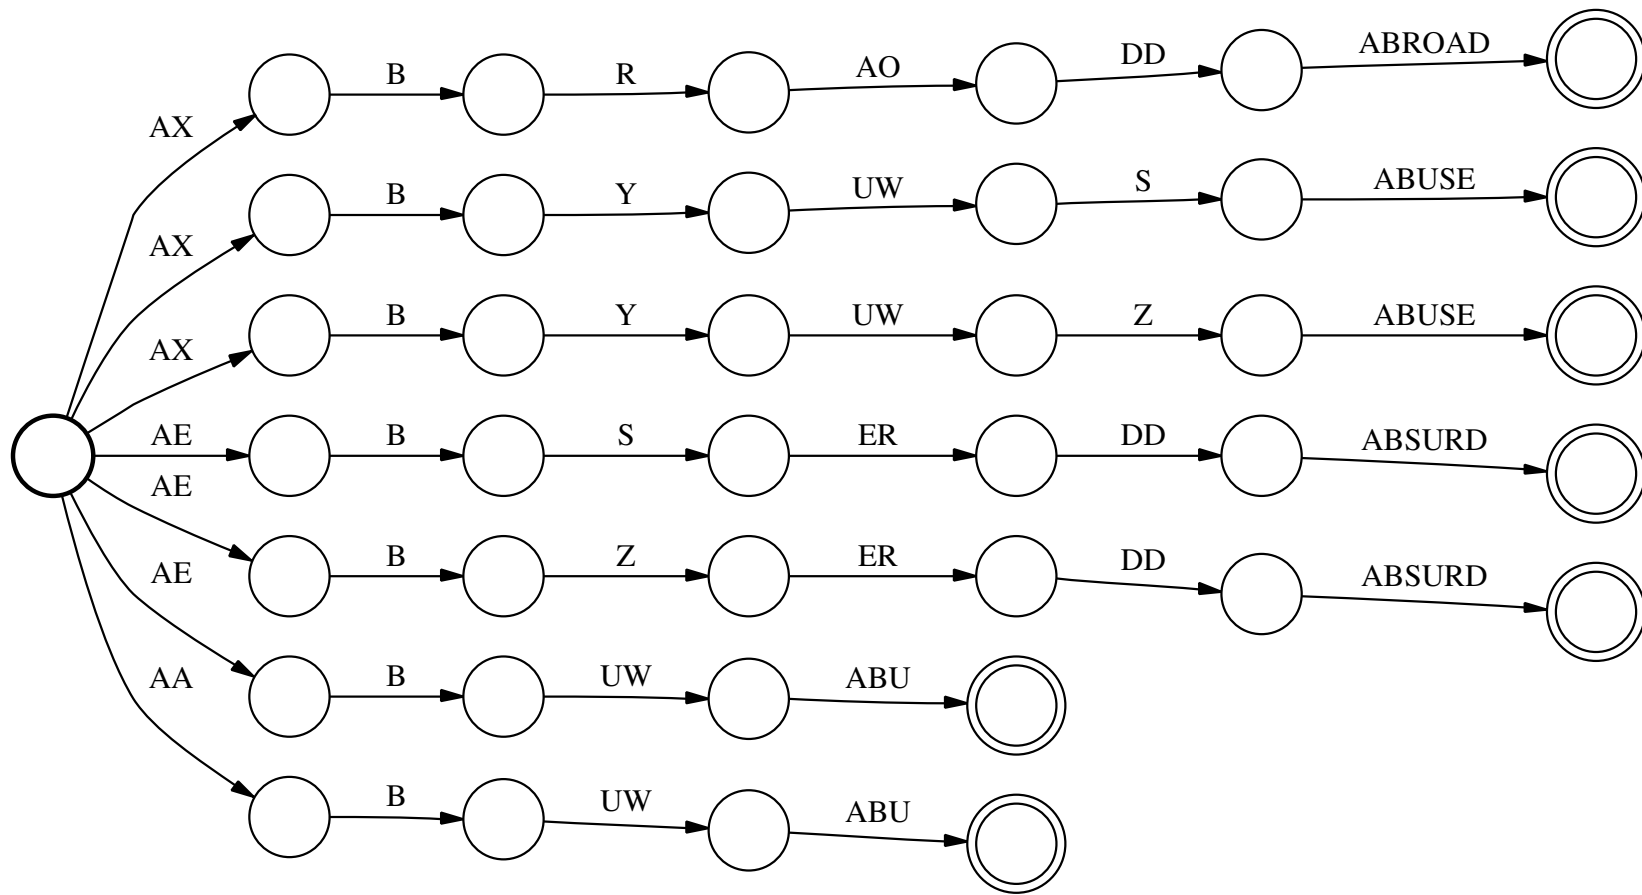 AX B R AO DD ABROAD
AX B Y UW S ABUSE
AX B Y UW Z ABUSE
AE B S ER DD ABSURD
AE B Z ER DD ABSURD
AE B UW ABU
AA B UW ABU